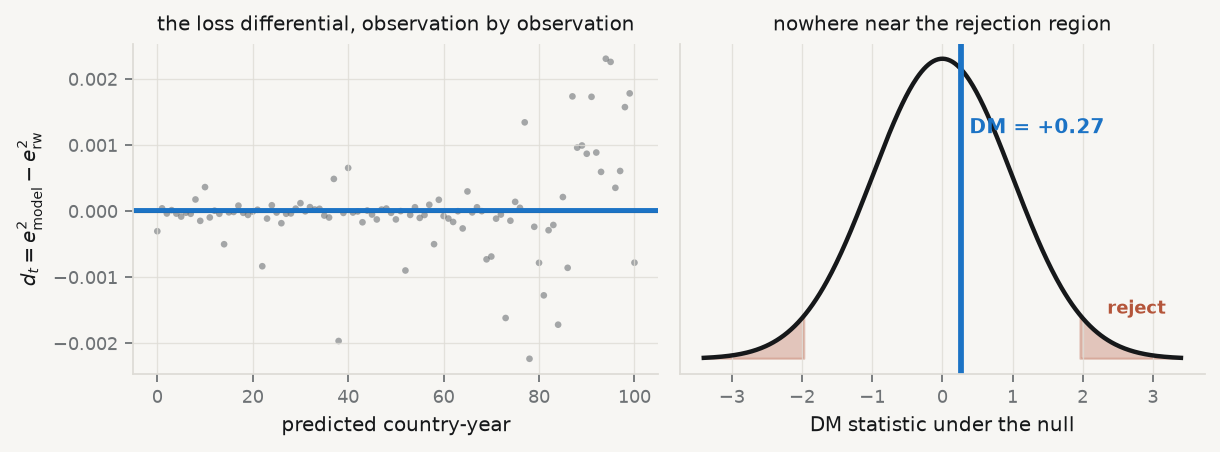 the loss differential, observation by observation
0.002
0.001
0.000
−0.001
−0.002
d_t = e²_model − e²_rw
0 20 40 60 80 100
predicted country-year
nowhere near the rejection region
DM = +0.27
reject
−3 −2 −1 0 1 2 3
DM statistic under the null